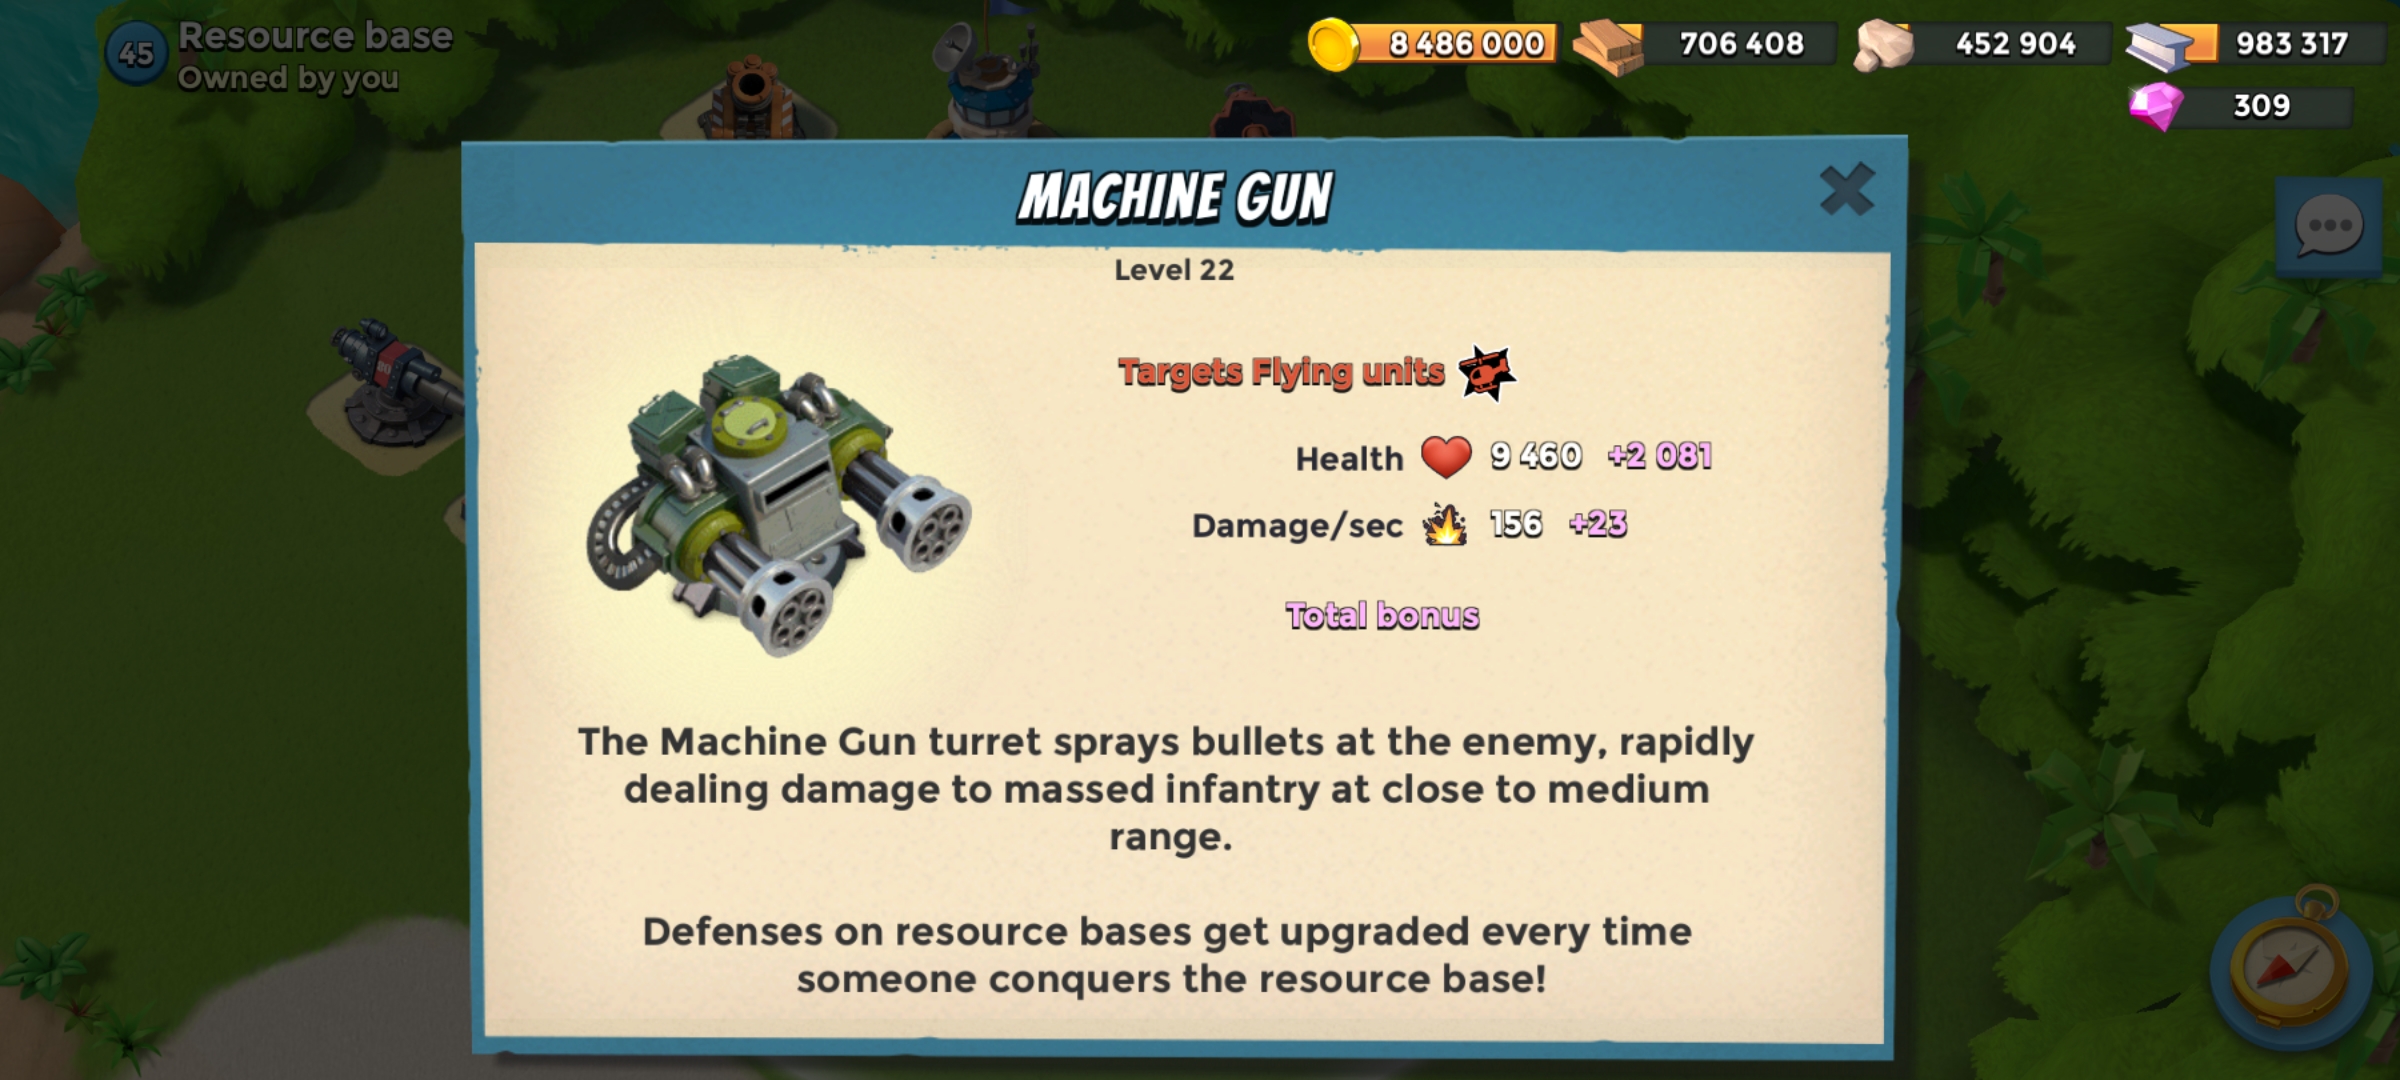 45
Resource base
Owned by you
8 486 000
706 408
452 904
983 317
309
MACHINE GUN
Level 22
Targets Flying units
Health 9 460 +2 081
Damage/sec 156 +23
Total bonus
The Machine Gun turret sprays bullets at the enemy, rapidly
dealing damage to massed infantry at close to medium
range.
Defenses on resource bases get upgraded every time
someone conquers the resource base!